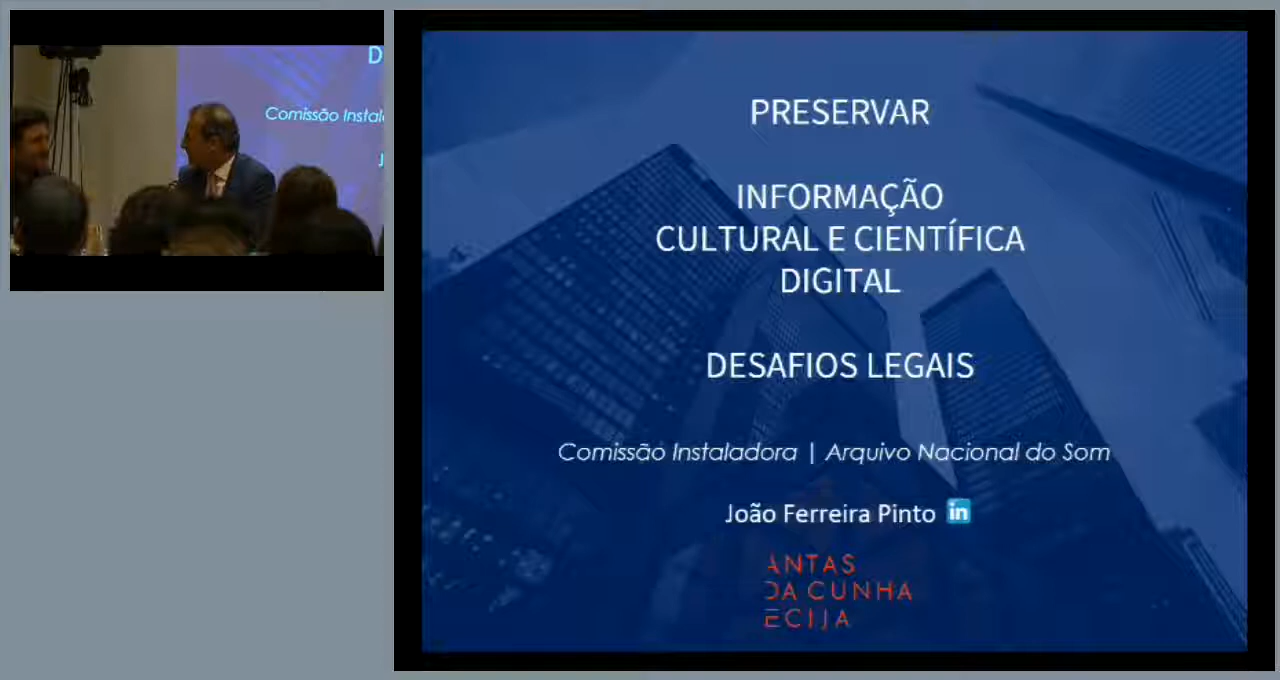 D
Comissão Instal
J
PRESERVAR
INFORMAÇÃO
CULTURAL E CIENTÍFICA
DIGITAL
DESAFIOS LEGAIS
Comissão Instaladora | Arquivo Nacional do Som
João Ferreira Pinto in
ANTAS
DA CUNHA
ECIJA